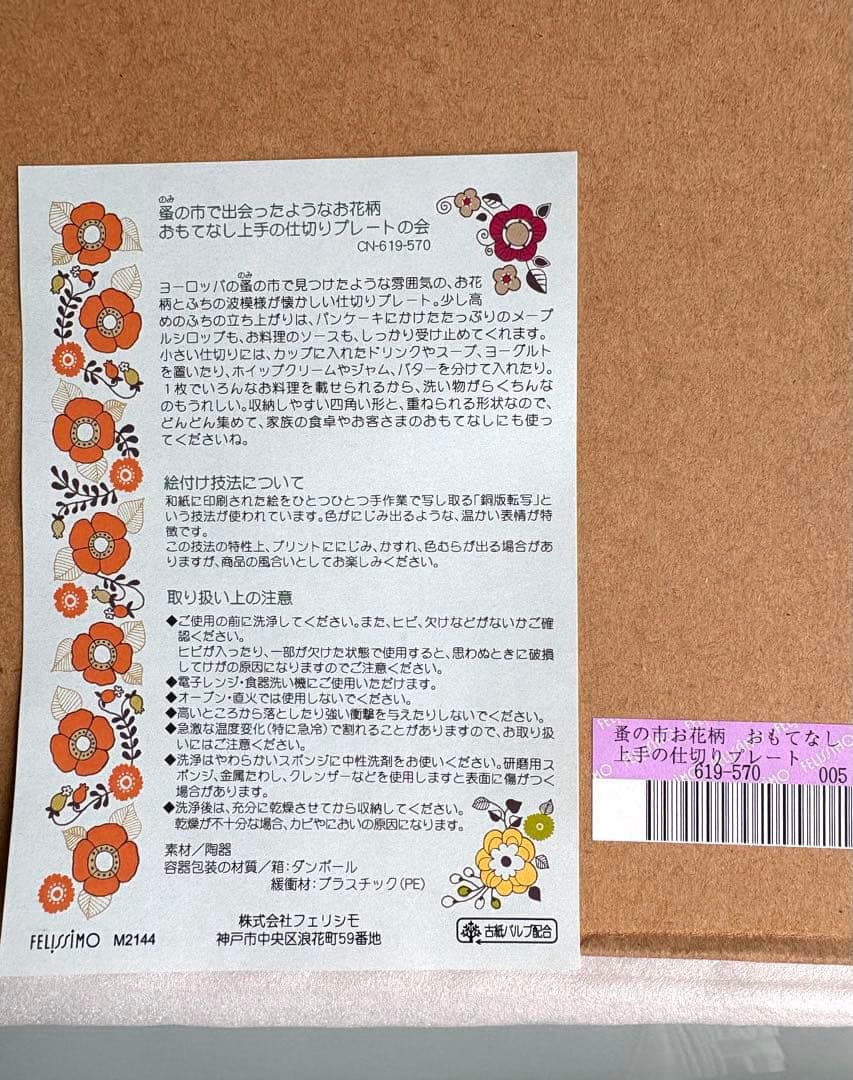 のみ
蚤の市で出会ったようなお花柄
おもてなし上手の仕切りプレートの会
CN-619-570
ヨーロッパの蚤の市で見つけたような雰囲気の、お花
のみ
柄とふちの波模様が懐かしい仕切りプレート。少し高
めのふちの立ち上がりは、パンケーキにかけたたっぷりのメープ
ルシロップも、お料理のソースも、しっかり受け止めてくれます。
小さい仕切りには、カップに入れたドリンクやスープ、ヨーグルト
を置いたり、ホイップクリームやジャム、バターを分けて入れたり。
1枚でいろんなお料理を載せられるから、洗い物がらくちんな
のもうれしい。収納しやすい四角い形と、重ねられる形状なので、
どんどん集めて、家族の食卓やお客さまのおもてなしにも使っ
てくださいね。
絵付け技法について
和紙に印刷された絵をひとつひとつ手作業で写し取る「銅版転写」と
いう技法が使われています。色がにじみ出るような、温かい表情が特
徴です。
この技法の特性上、プリントににじみ、かすれ、色むらが出る場合があ
りますが、商品の風合いとしてお楽しみください。
取り扱い上の注意
◆ご使用の前に洗浄してください。また、ヒビ、欠けなどがないかご確
認ください。
ヒビが入ったり、一部が欠けた状態で使用すると、思わぬときに破損
してけがの原因になりますのでご注意ください。
◆電子レンジ・食器洗い機にご使用いただけます。
◆オーブン・直火では使用しないでください。
◆高いところから落としたり強い衝撃を与えたりしないでください。
◆急激な温度変化(特に急冷)で割れることがありますので、お取り扱
いにはご注意ください。
◆洗浄はやわらかいスポンジに中性洗剤をお使いください。研磨用ス
ポンジ、金属たわし、クレンザーなどを使用しますと表面に傷がつく
場合があります。
◆洗浄後は、充分に乾燥させてから収納してください。
乾燥が不十分な場合、カビやにおいの原因になります。
素材/陶器
容器包装の材質/箱:ダンボール
緩衝材:プラスチック(PE)
株式会社フェリシモ
神戸市中央区浪花町59番地
FELISSIMO M2144
古紙パルプ配合
蚤の市お花柄 おもてなし
上手の仕切りプレート
619-570 005
FELISSIMO